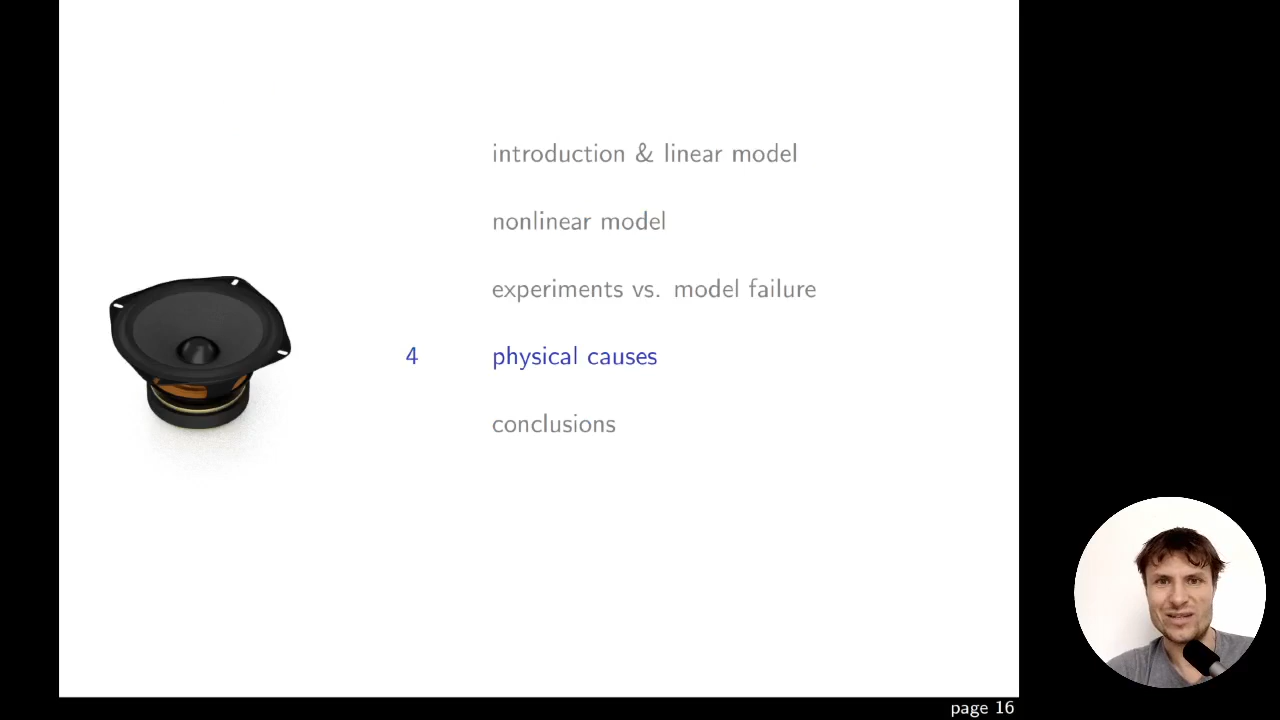 introduction & linear model
nonlinear model
experiments vs. model failure
4 physical causes
conclusions
page 16